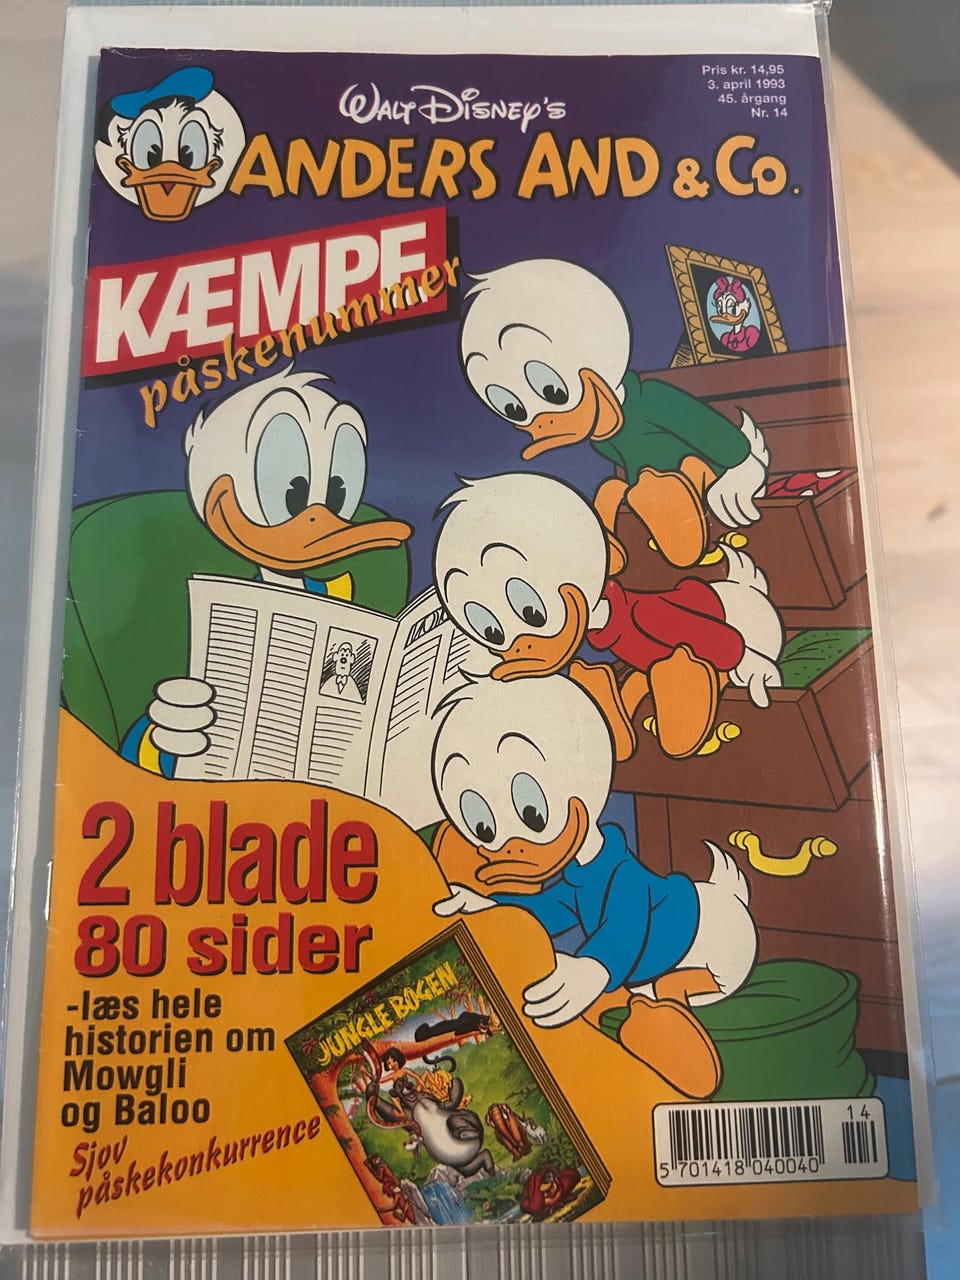 Pris kr. 14,95
3. april 1993
45. årgang
Nr. 14
WALT DISNEY'S
ANDERS AND & Co.
KÆMPE
påskenummer
2 blade
80 sider
-læs hele
historien om
Mowgli
og Baloo
Sjov
påskekonkurrence
JUNGLE BOGEN
14
5 701418 040040